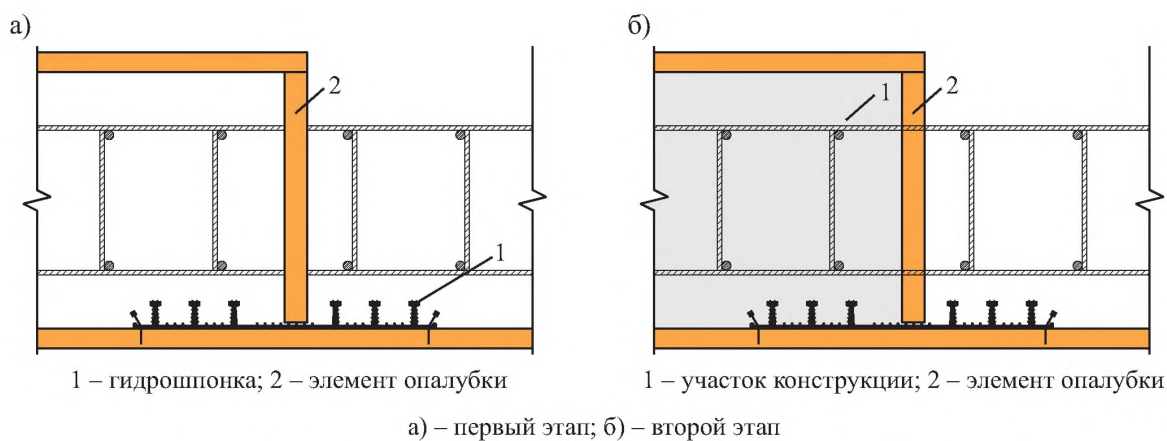 а)
2
1
1 – гидрошпонка; 2 – элемент опалубки
б)
1
2
1 – участок конструкции; 2 – элемент опалубки
а) – первый этап; б) – второй этап